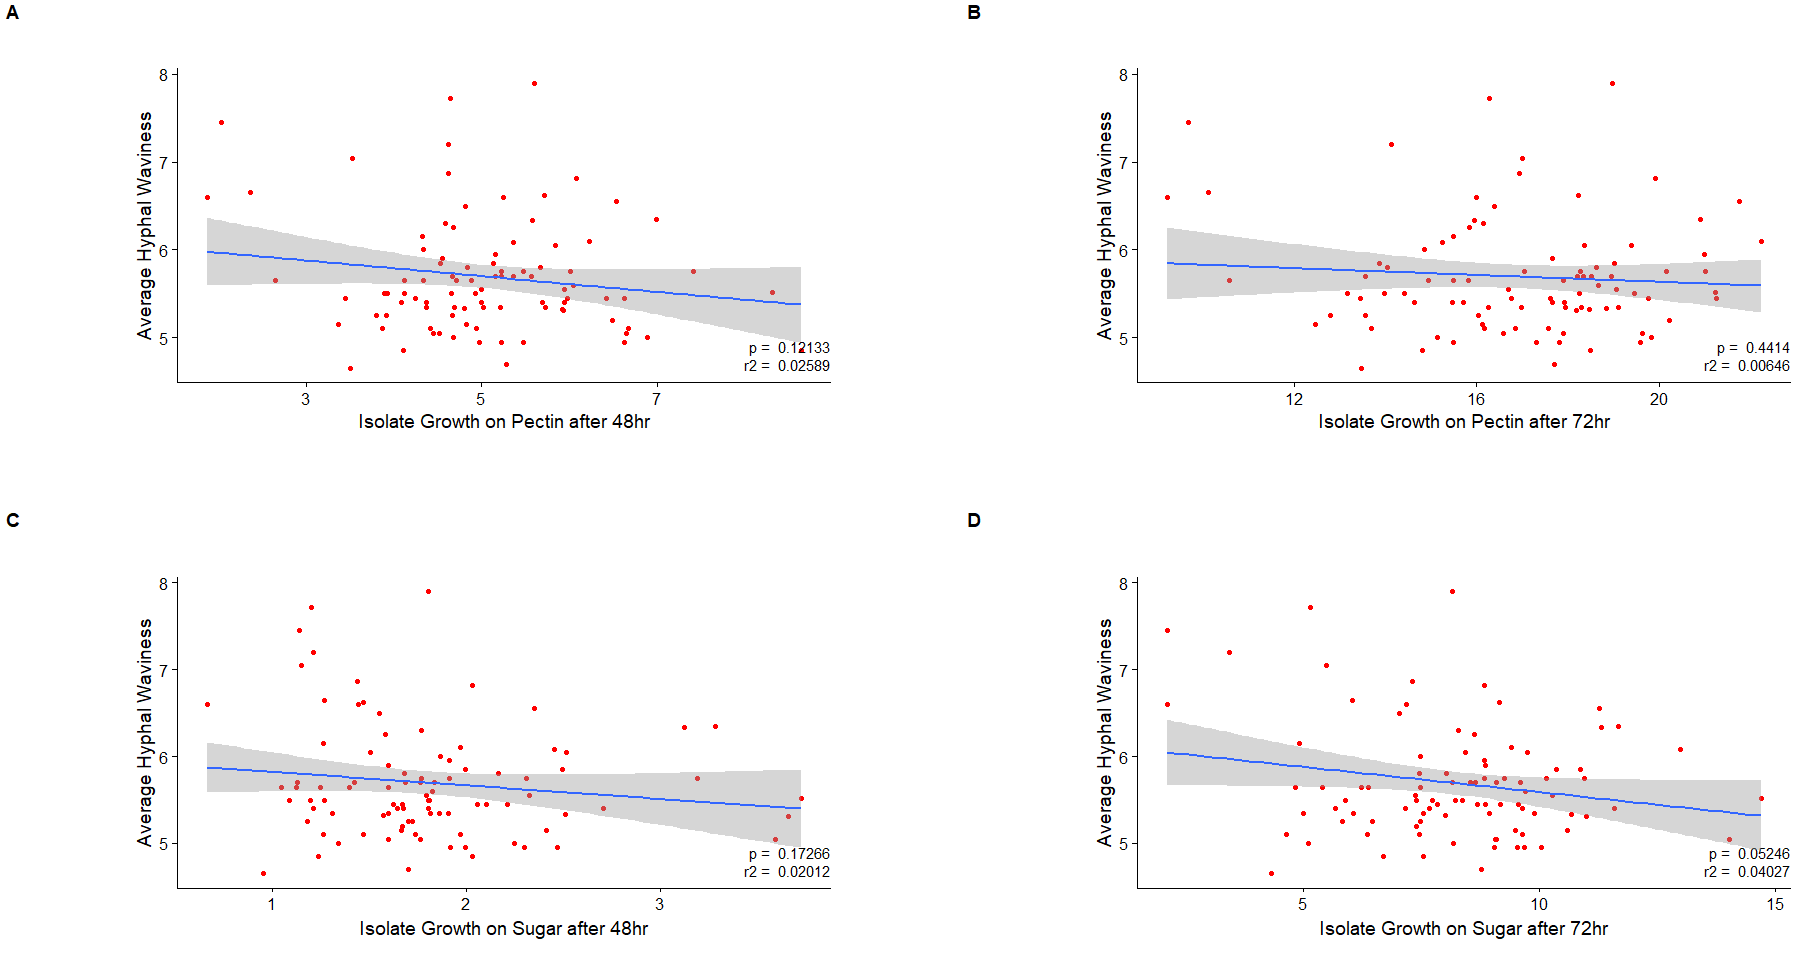 A
8
7
6
5
Average Hyphal Waviness
p = 0.12133
r2 = 0.02589
3 5 7
Isolate Growth on Pectin after 48hr
B
8
7
6
5
Average Hyphal Waviness
p = 0.4414
r2 = 0.00646
12 16 20
Isolate Growth on Pectin after 72hr
C
8
7
6
5
Average Hyphal Waviness
p = 0.17266
r2 = 0.02012
1 2 3
Isolate Growth on Sugar after 48hr
D
8
7
6
5
Average Hyphal Waviness
p = 0.05246
r2 = 0.04027
5 10 15
Isolate Growth on Sugar after 72hr